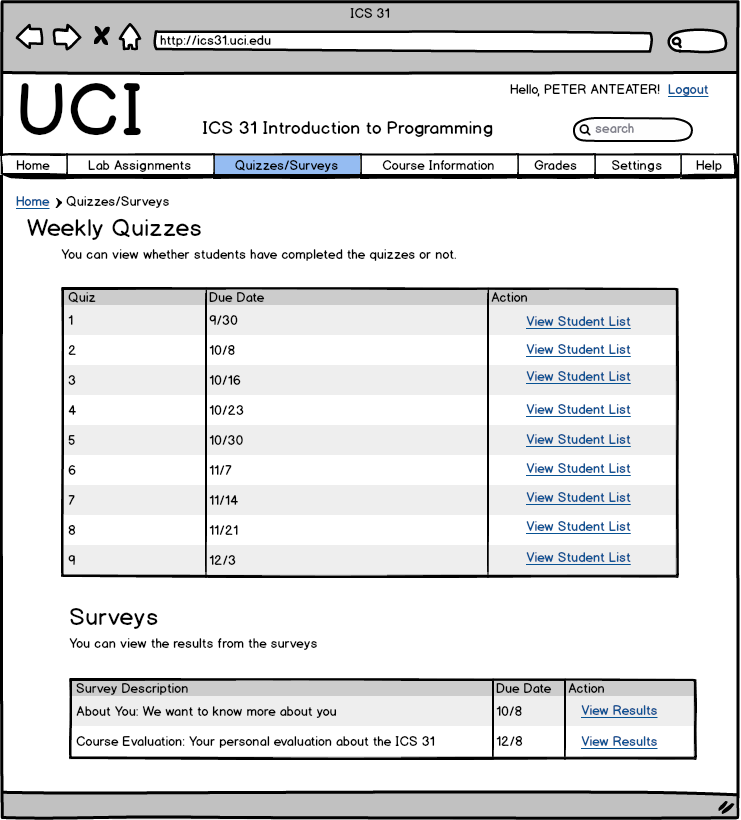 ICS 31
http://ics31.uci.edu
Hello, PETER ANTEATER! Logout
UCI
ICS 31 Introduction to Programming
search
Home Lab Assignments Quizzes/Surveys Course Information Grades Settings Help
Home Quizzes/Surveys
Weekly Quizzes
You can view whether students have completed the quizzes or not.
Quiz Due Date Action
1 9/30 View Student List
2 10/8 View Student List
3 10/16 View Student List
4 10/23 View Student List
5 10/30 View Student List
6 11/7 View Student List
7 11/14 View Student List
8 11/21 View Student List
9 12/3 View Student List
Surveys
You can view the results from the surveys
Survey Description Due Date Action
About You: We want to know more about you 10/8 View Results
Course Evaluation: Your personal evaluation about the ICS 31 12/8 View Results